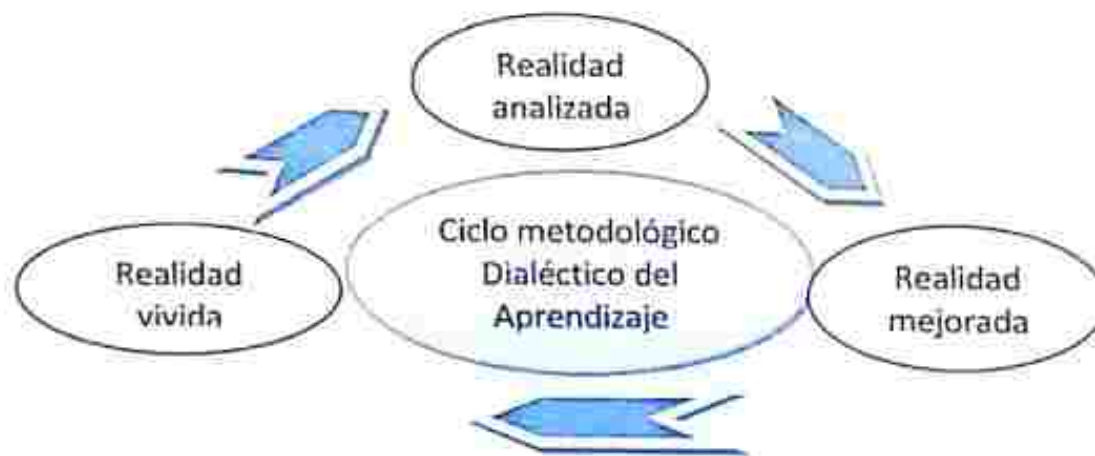 Realidad
analizada
Ciclo metodológico
Dialéctico del
Aprendizaje
Realidad
vivida
Realidad
mejorada